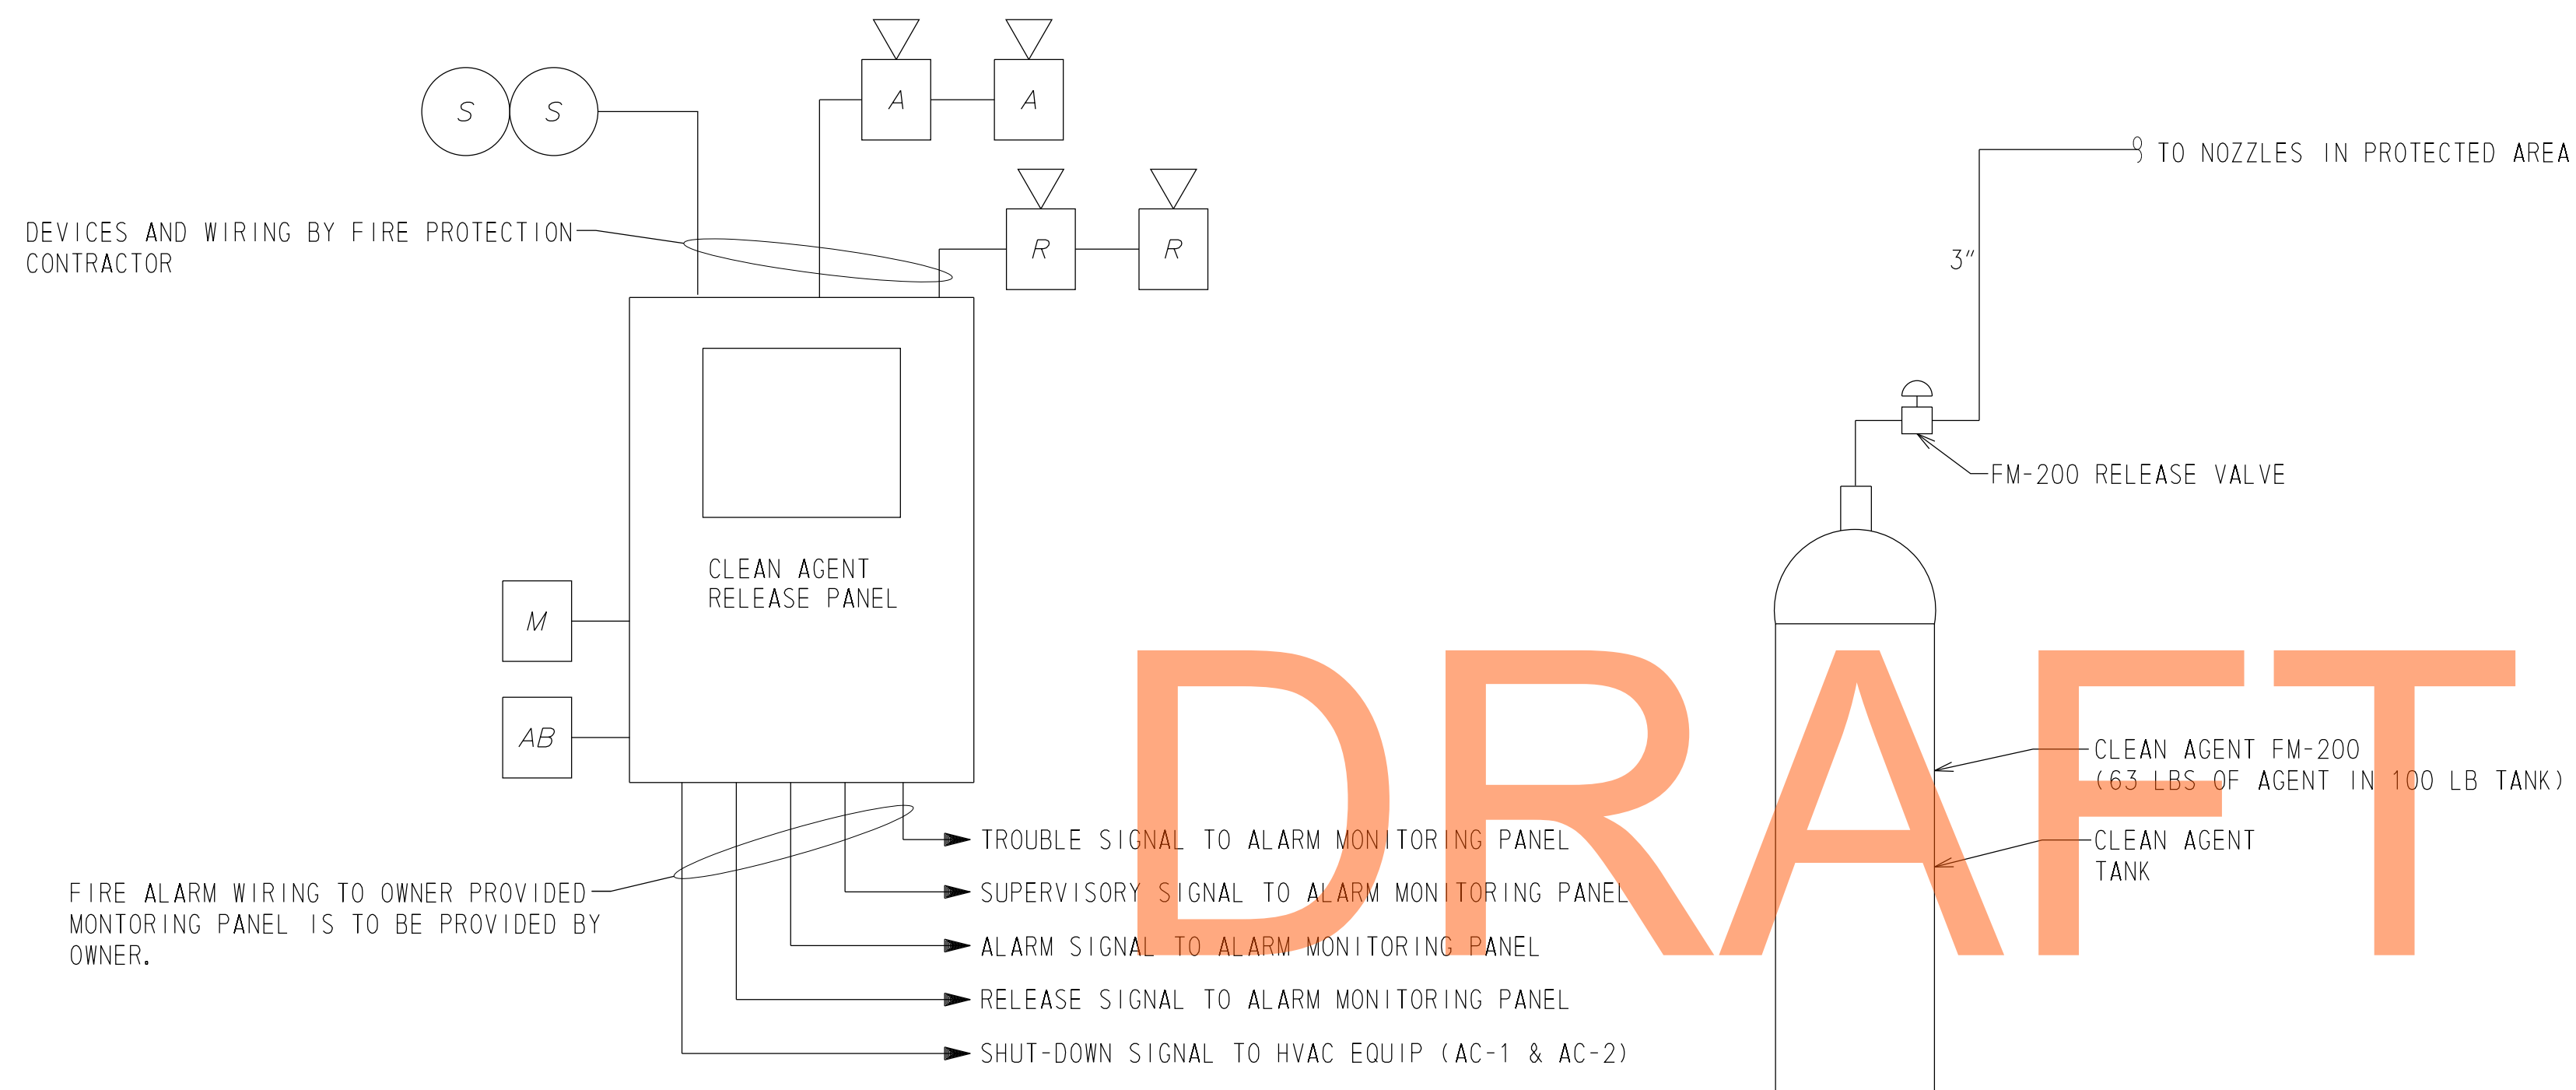 S S
A A
R R
TO NOZZLES IN PROTECTED AREA
DEVICES AND WIRING BY FIRE PROTECTION
CONTRACTOR
3"
FM-200 RELEASE VALVE
CLEAN AGENT
RELEASE PANEL
M
AB
CLEAN AGENT FM-200
(63 LBS OF AGENT IN 100 LB TANK)
CLEAN AGENT
TANK
TROUBLE SIGNAL TO ALARM MONITORING PANEL
SUPERVISORY SIGNAL TO ALARM MONITORING PANEL
ALARM SIGNAL TO ALARM MONITORING PANEL
RELEASE SIGNAL TO ALARM MONITORING PANEL
SHUT-DOWN SIGNAL TO HVAC EQUIP (AC-1 & AC-2)
FIRE ALARM WIRING TO OWNER PROVIDED
MONTORING PANEL IS TO BE PROVIDED BY
OWNER.
DRAFT